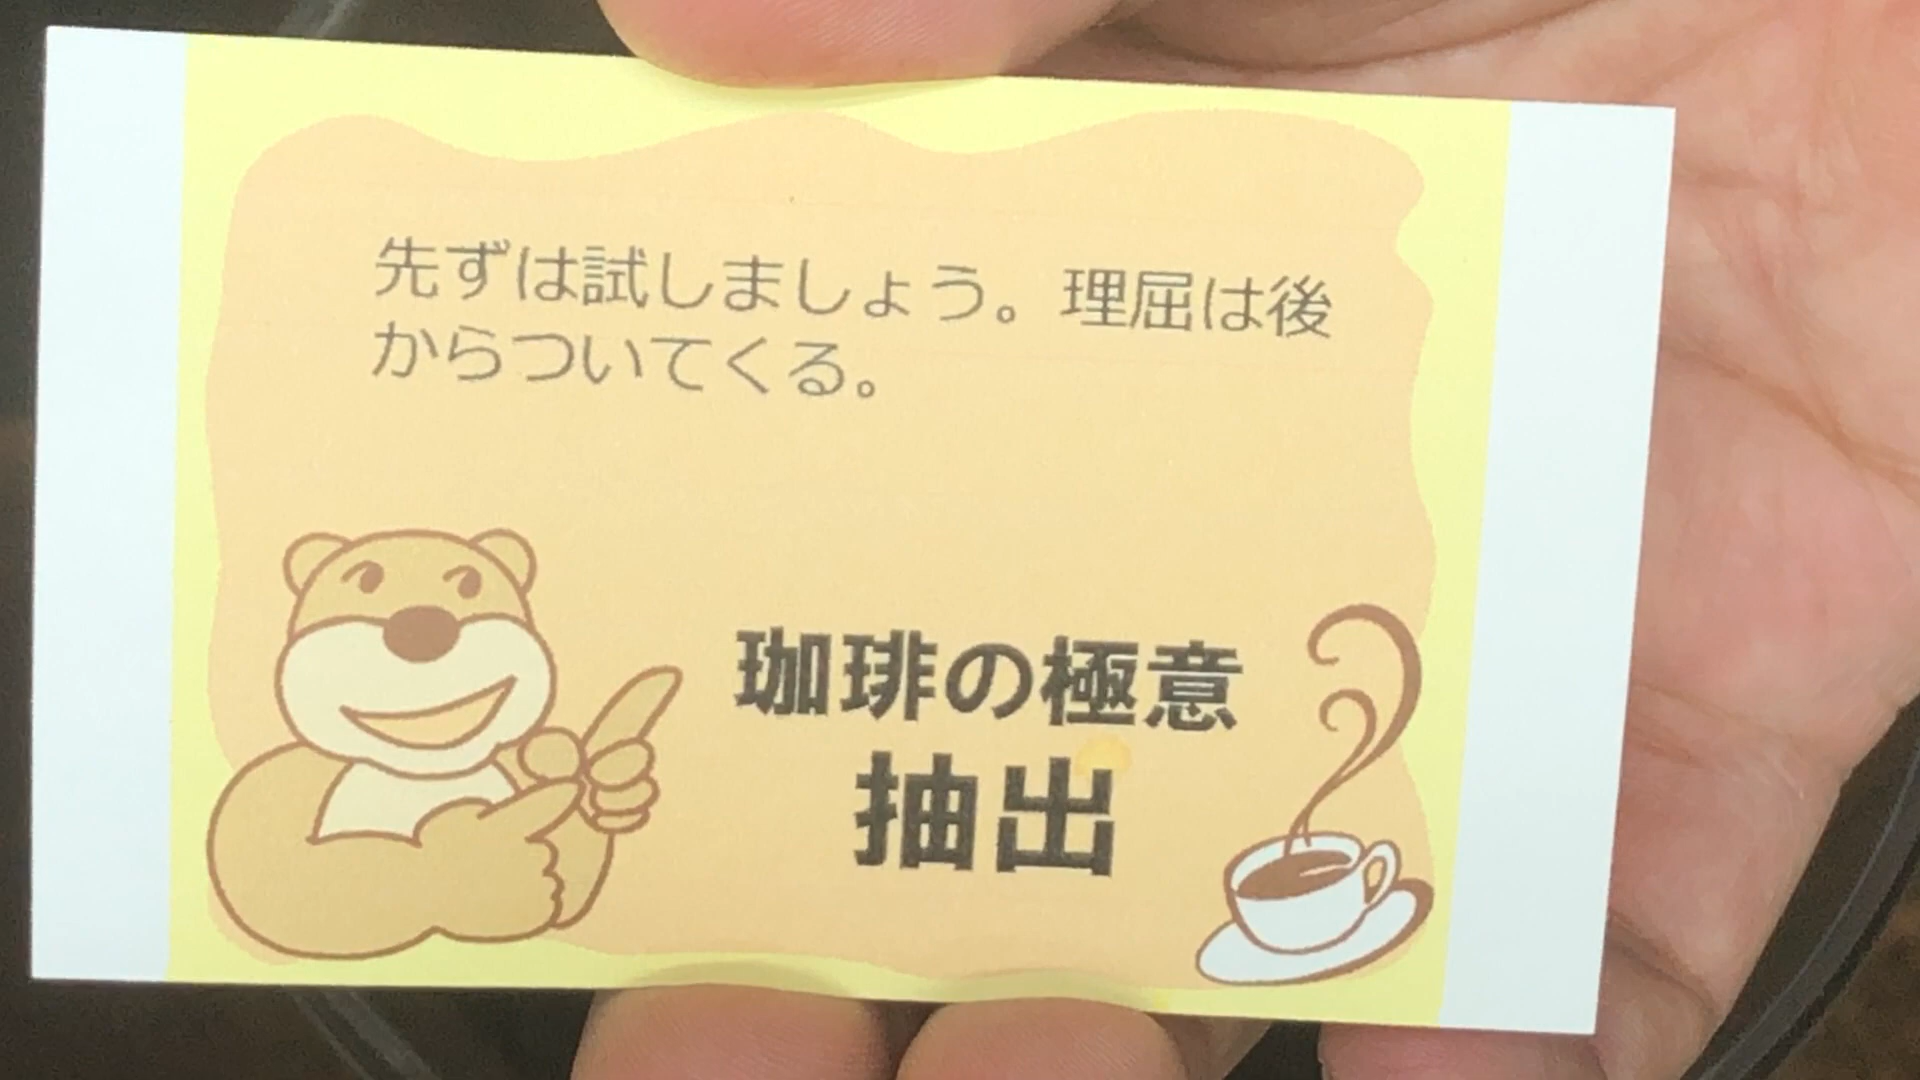 先ずは試しましょう。理屈は後
からついてくる。
珈琲の極意
抽出